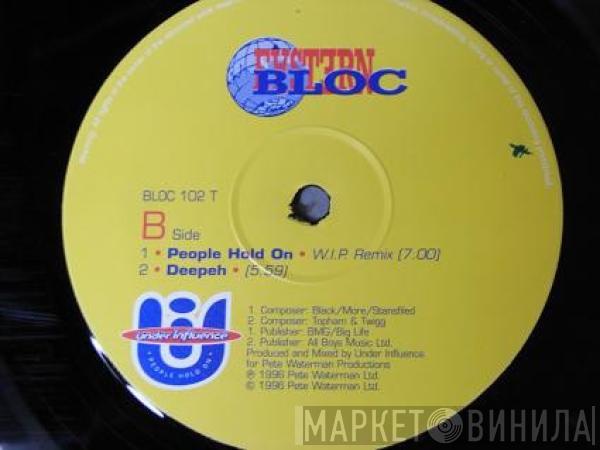 EASTERN
BLOC
BLOC 102 T
B Side
1 • People Hold On • W.I.P. Remix (7.00)
2 • Deepeh • (5.59)
1. Composer: Black/More/Stansfiled
2. Composer: Topham & Twigg
1. Publisher: BMG/Big Life
2. Publisher: All Boys Music Ltd.
Produced and Mixed by Under Influence
for Pete Waterman Productions
℗ 1996 Pete Waterman Ltd.
© 1996 Pete Waterman Ltd.
Under Influence
• PEOPLE HOLD ON •
МАРКЕТ ВИНИЛА